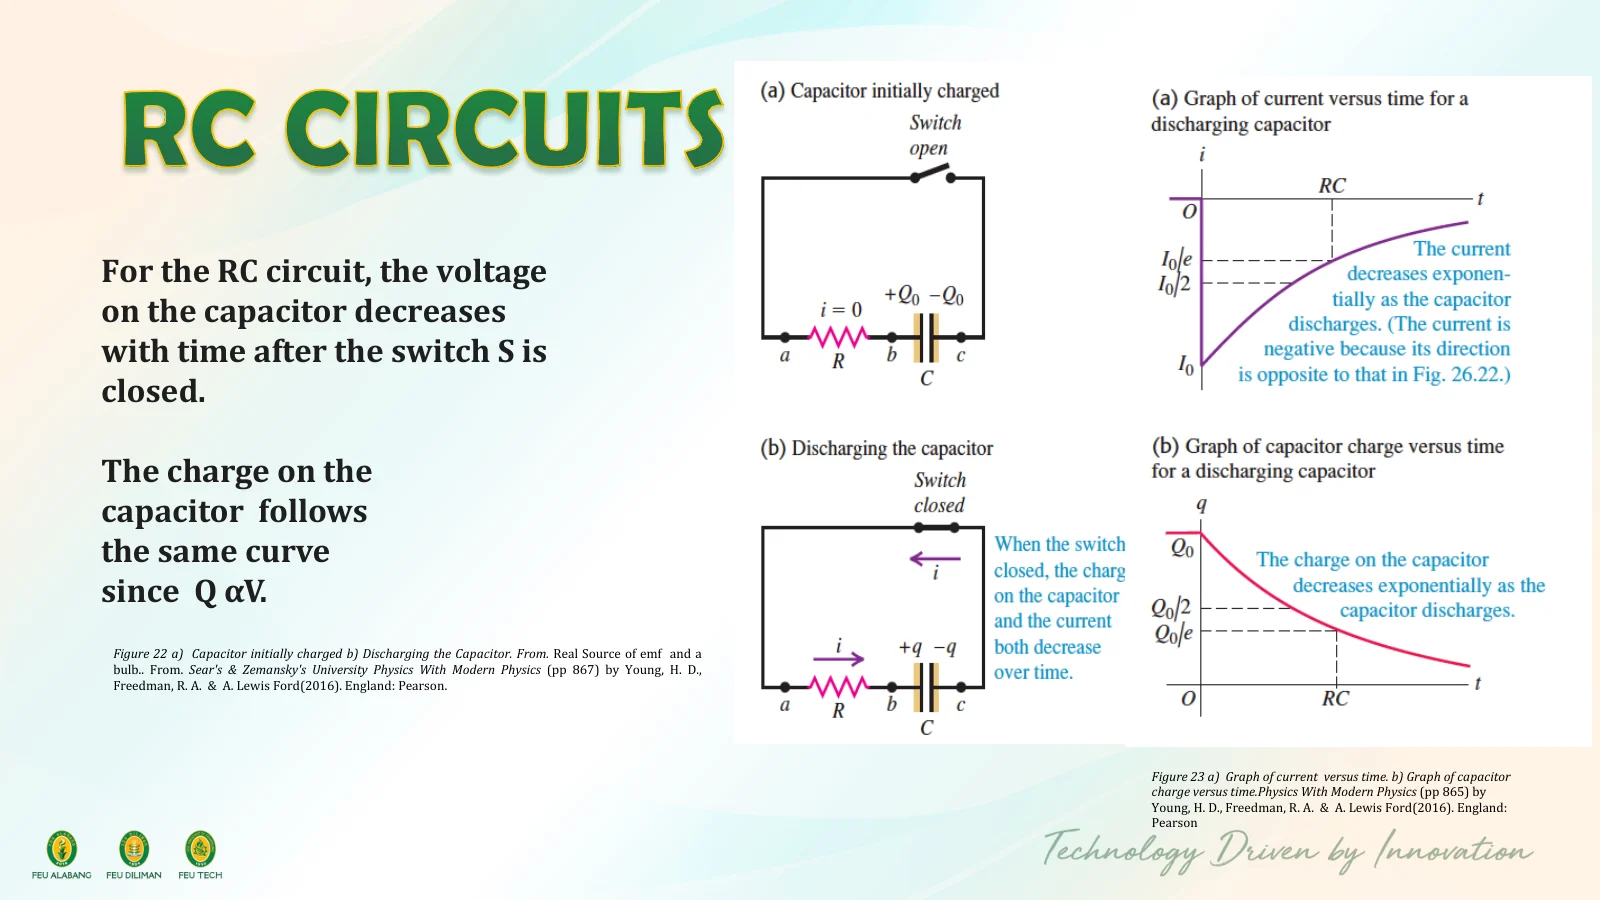 RC CIRCUITS
For the RC circuit, the voltage
on the capacitor decreases
with time after the switch S is
closed.
The charge on the
capacitor  follows
the same curve
since  Q αV.
Figure 22 a)  Capacitor initially charged b) Discharging the Capacitor. From. Real Source of emf  and a
bulb.. From. Sear's & Zemansky's University Physics With Modern Physics (pp 867) by Young, H. D.,
Freedman, R. A.  &  A. Lewis Ford(2016). England: Pearson.
(a) Capacitor initially charged
Switch
open
+Q₀ −Q₀
i = 0
a
R
b
C
c
(b) Discharging the capacitor
Switch
closed
i
When the switch
closed, the charg
on the capacitor
and the current
both decrease
over time.
i
+q −q
a
R
b
C
c
(a) Graph of current versus time for a
discharging capacitor
i
RC
t
O
I₀/e
I₀/2
I₀
The current
decreases exponen-
tially as the capacitor
discharges. (The current is
negative because its direction
is opposite to that in Fig. 26.22.)
(b) Graph of capacitor charge versus time
for a discharging capacitor
q
Q₀
Q₀/2
Q₀/e
The charge on the capacitor
decreases exponentially as the
capacitor discharges.
O
RC
t
Figure 23 a)  Graph of current  versus time. b) Graph of capacitor
charge versus time.Physics With Modern Physics (pp 865) by
Young, H. D., Freedman, R. A.  &  A. Lewis Ford(2016). England:
Pearson
FEU ALABANG
FEU DILIMAN
FEU TECH
Technology Driven by Innovation